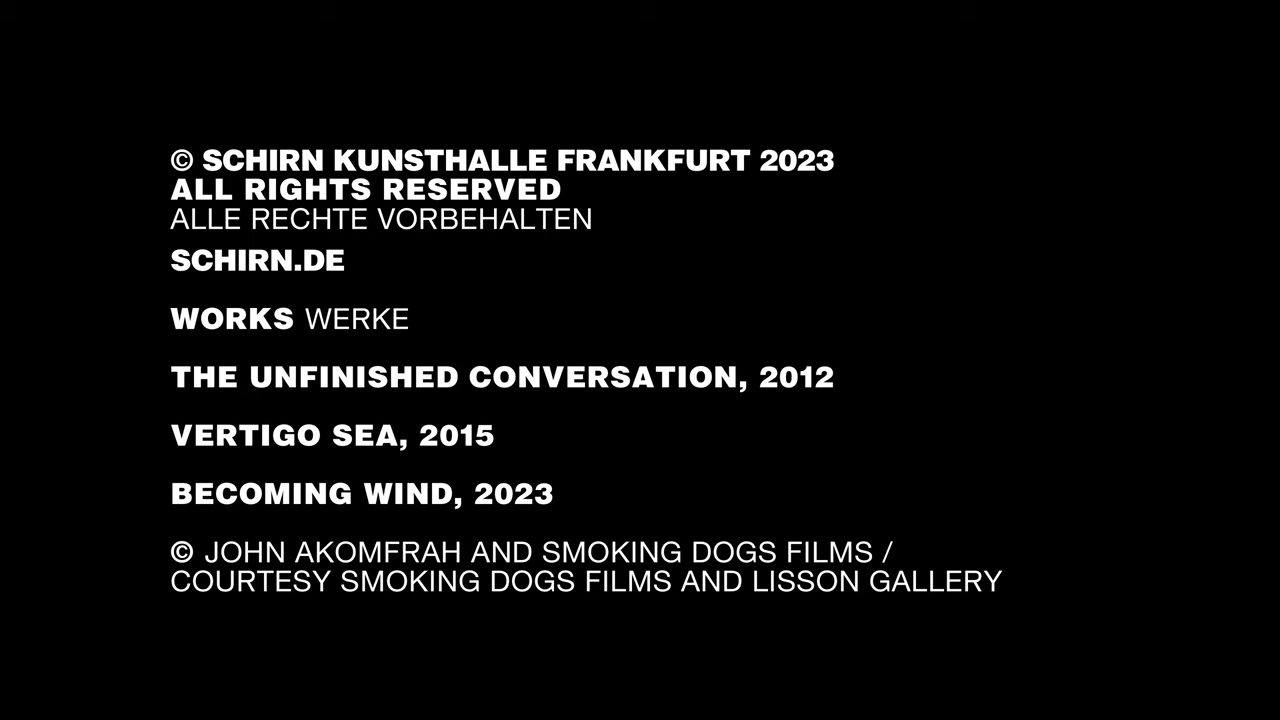 © SCHIRN KUNSTHALLE FRANKFURT 2023
ALL RIGHTS RESERVED
ALLE RECHTE VORBEHALTEN
SCHIRN.DE
WORKS WERKE
THE UNFINISHED CONVERSATION, 2012
VERTIGO SEA, 2015
BECOMING WIND, 2023
© JOHN AKOMFRAH AND SMOKING DOGS FILMS /
COURTESY SMOKING DOGS FILMS AND LISSON GALLERY